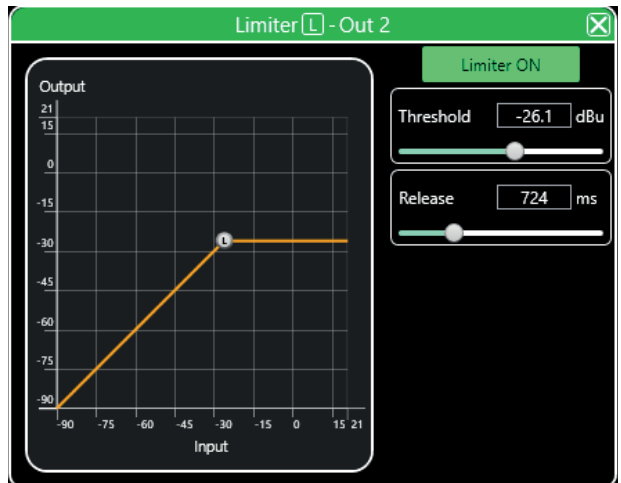 Limiter L - Out 2
Limiter ON
Output
21
15
0
-15
-30
-45
-60
-75
-90
L
-90 -75 -60 -45 -30 -15 0 15 21
Input
Threshold -26.1 dBu
Release 724 ms